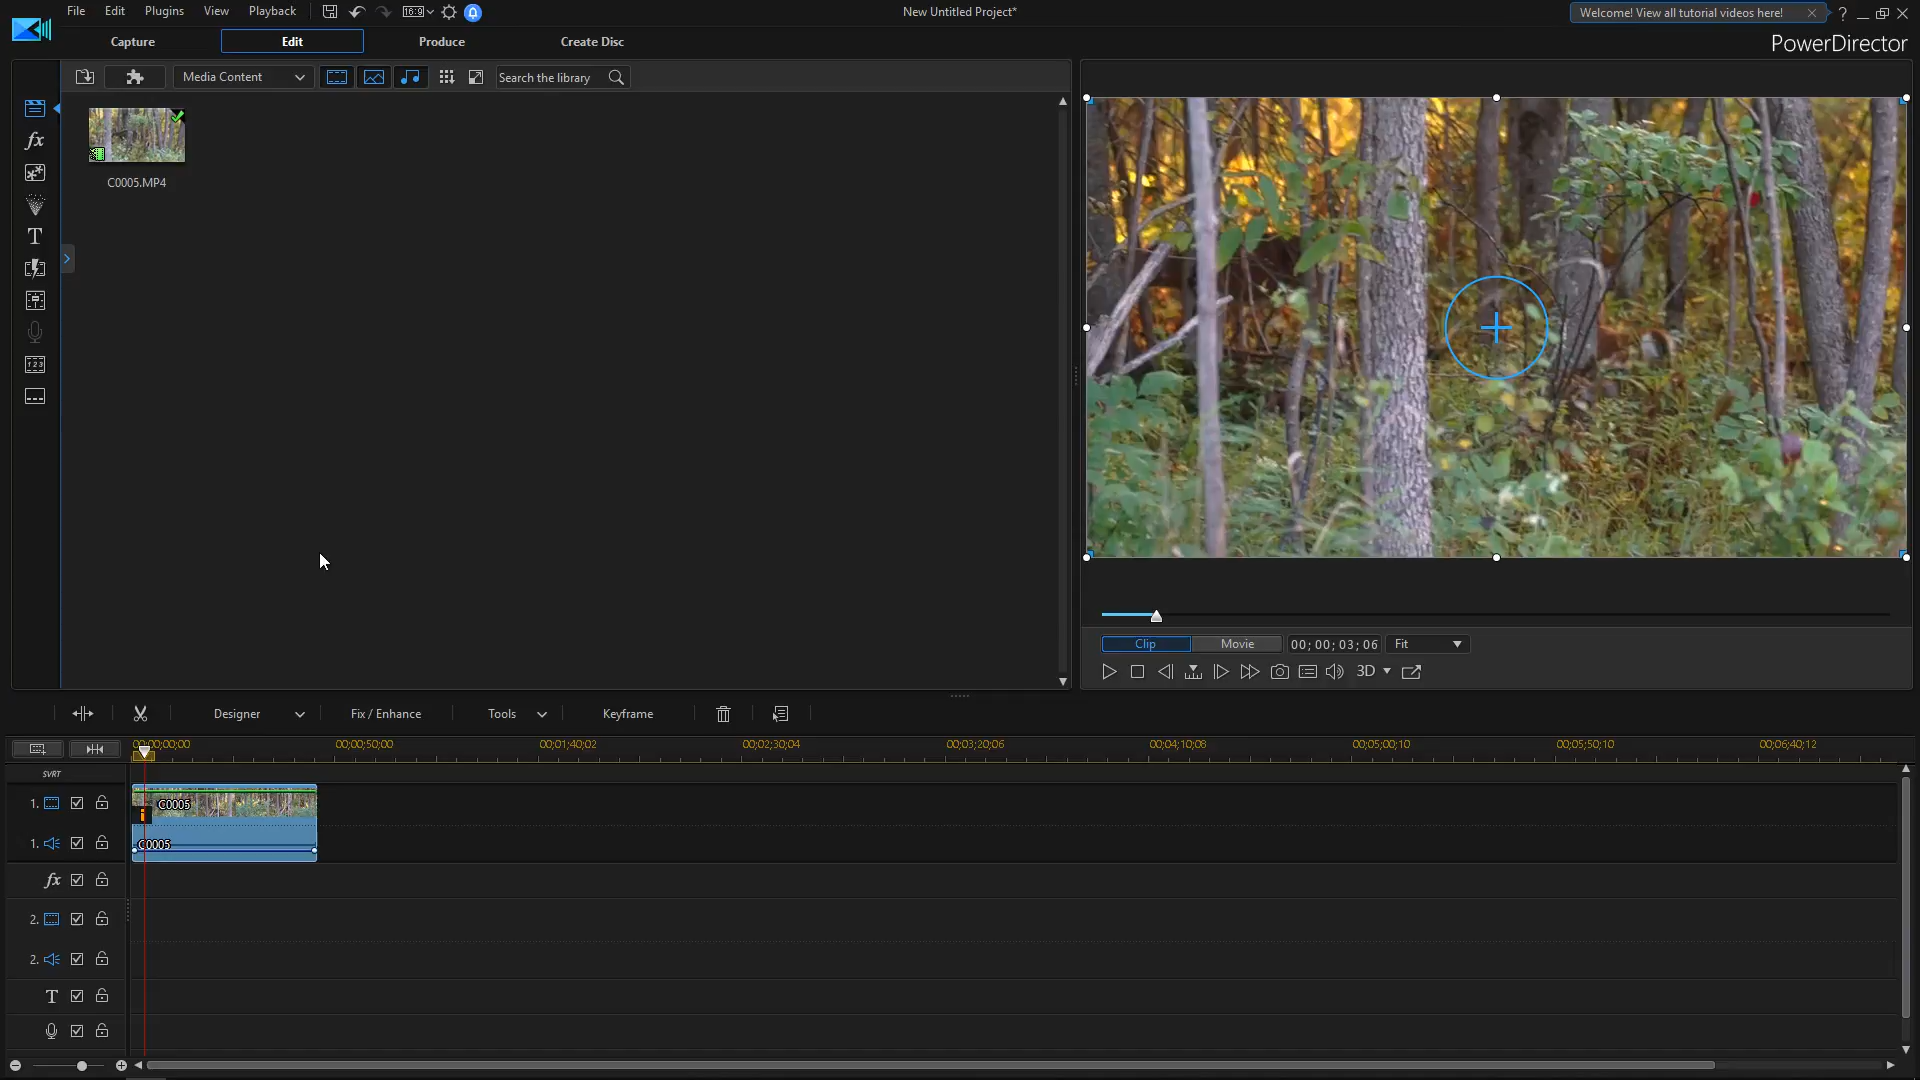 File Edit Plugins View Playback 16:9 New Untitled Project* Welcome! View all tutorial videos here! ?
Capture Edit Produce Create Disc PowerDirector
Media Content Search the library
C0005.MP4
fx
T
Clip Movie 00; 00; 03; 06 Fit
3D
Designer Fix / Enhance Tools Keyframe
00;00;00;00 00;00;50;00 00;01;40;02 00;02;30;04 00;03;20;06 00;04;10;08 00;05;00;10 00;05;50;10 00;06;40;12
SVRT
1. C0005
1. C0005
fx
2.
2.
T